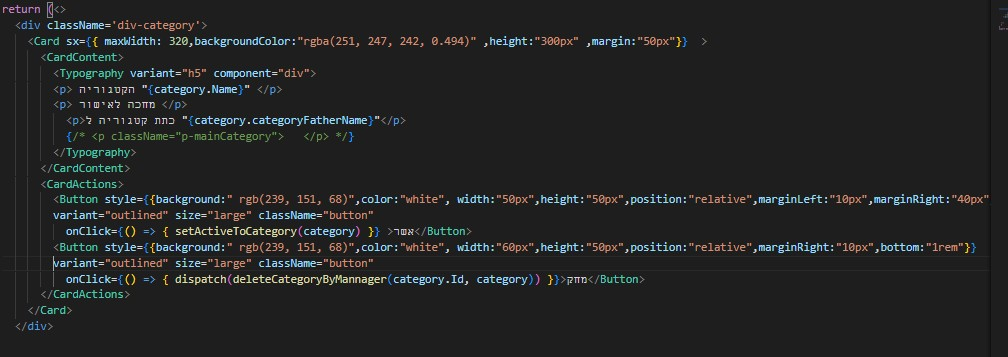 return (<>
<div className='div-category'>
<Card sx={{ maxWidth: 320,backgroundColor:"rgba(251, 247, 242, 0.494)" ,height:"300px" ,margin:"50px"}}  >
<CardContent>
<Typography variant="h5" component="div">
<p> הקטגוריה "{category.Name}" </p>
<p> מחכה לאישור </p>
<p>כתת קטגוריה ל "{category.categoryFatherName}"</p>
{/* <p className="p-mainCategory">   </p> */}
</Typography>
</CardContent>
<CardActions>
<Button style={{background:" rgb(239, 151, 68)",color:"white", width:"50px",height:"50px",position:"relative",marginLeft:"10px",marginRight:"40px"
variant="outlined" size="large" className="button"
onClick={() => { setActiveToCategory(category) }} >אשר</Button>
<Button style={{background:" rgb(239, 151, 68)",color:"white", width:"60px",height:"50px",position:"relative",marginRight:"10px",bottom:"1rem"}}
variant="outlined" size="large" className="button"
onClick={() => { dispatch(deleteCategoryByMannager(category.Id, category)) }}>מחק</Button>
</CardActions>
</Card>
</div>